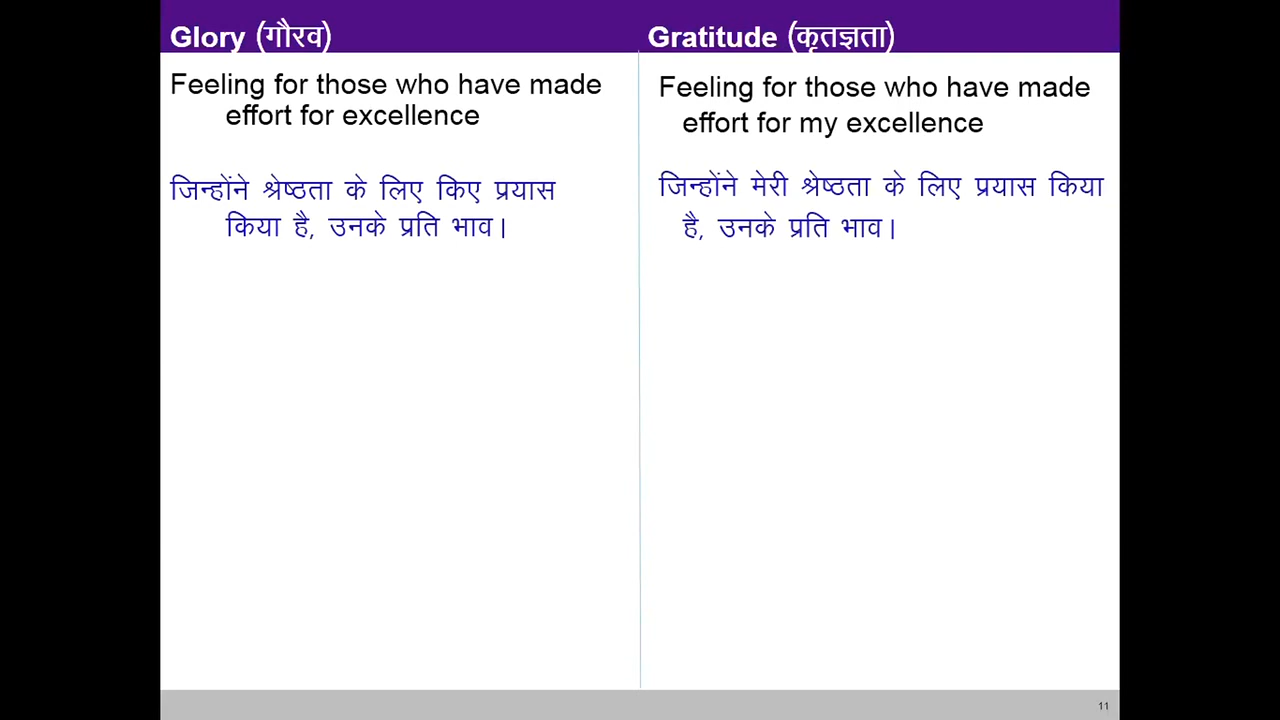 Glory (गौरव)
Feeling for those who have made
effort for excellence
जिन्होंने श्रेष्ठता के लिए किए प्रयास
किया है, उनके प्रति भाव।
Gratitude (कृतज्ञता)
Feeling for those who have made
effort for my excellence
जिन्होंने मेरी श्रेष्ठता के लिए प्रयास किया
है, उनके प्रति भाव।
11